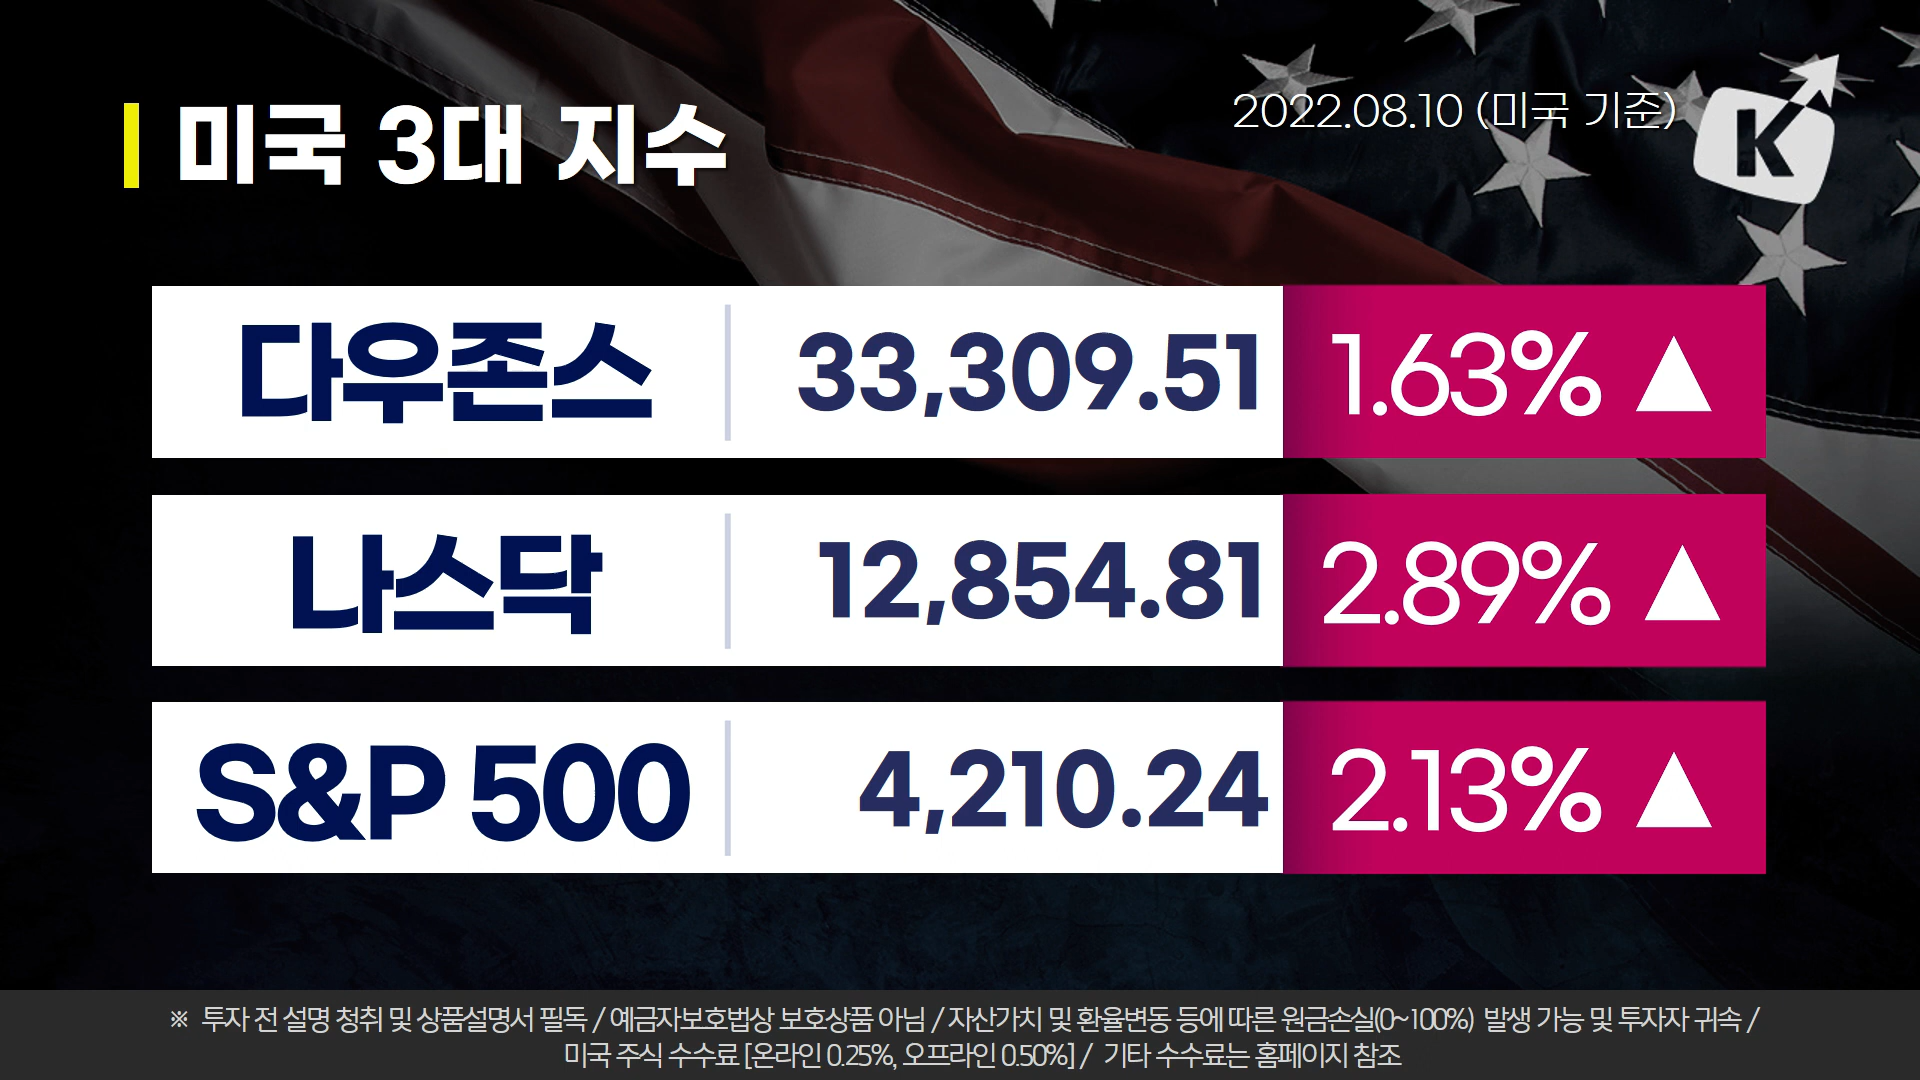 미국 3대 지수
2022.08.10 (미국 기준)
K
다우존스 33,309.51 1.63% ▲
나스닥 12,854.81 2.89% ▲
S&P 500 4,210.24 2.13% ▲
※ 투자 전 설명 청취 및 상품설명서 필독 / 예금자보호법상 보호상품 아님 / 자산가치 및 환율변동 등에 따른 원금손실(0~100%) 발생 가능 및 투자자 귀속 /
미국 주식 수수료 [온라인 0.25%, 오프라인 0.50%] / 기타 수수료는 홈페이지 참조